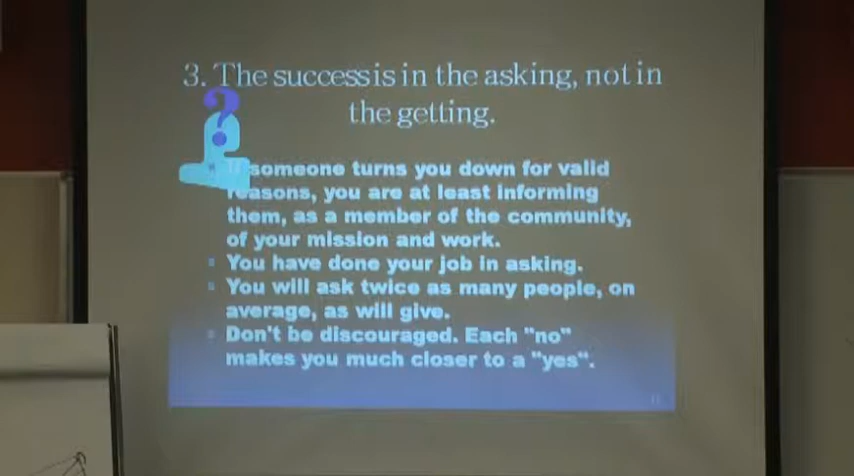 3. The success is in the asking, not in
the getting.
If someone turns you down for valid
reasons, you are at least informing
them, as a member of the community,
of your mission and work.
You have done your job in asking.
You will ask twice as many people, on
average, as will give.
Don't be discouraged. Each "no"
makes you much closer to a "yes".